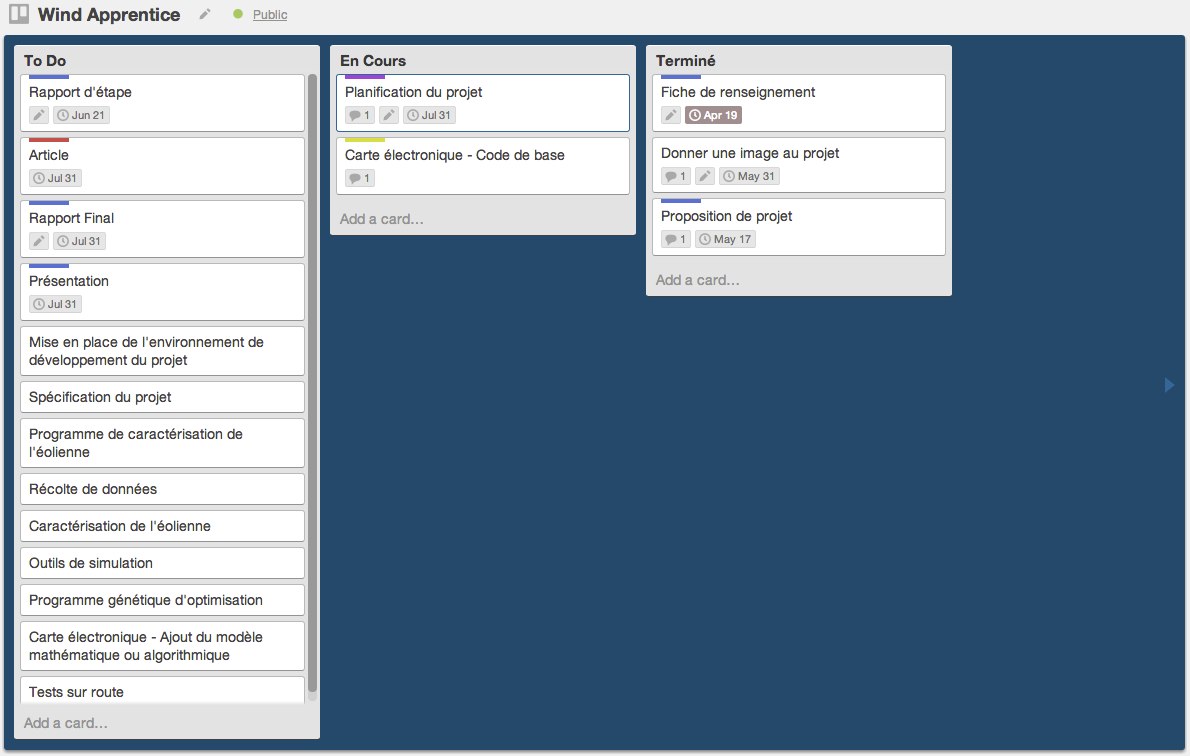 Wind Apprentice
Public
To Do
Rapport d'étape
Jun 21
Article
Jul 31
Rapport Final
Jul 31
Présentation
Jul 31
Mise en place de l'environnement de
développement du projet
Spécification du projet
Programme de caractérisation de
l'éolienne
Récolte de données
Caractérisation de l'éolienne
Outils de simulation
Programme génétique d'optimisation
Carte électronique - Ajout du modèle
mathématique ou algorithmique
Tests sur route
Add a card…
En Cours
Planification du projet
1 Jul 31
Carte électronique - Code de base
1
Add a card…
Terminé
Fiche de renseignement
Apr 19
Donner une image au projet
1 May 31
Proposition de projet
1 May 17
Add a card…